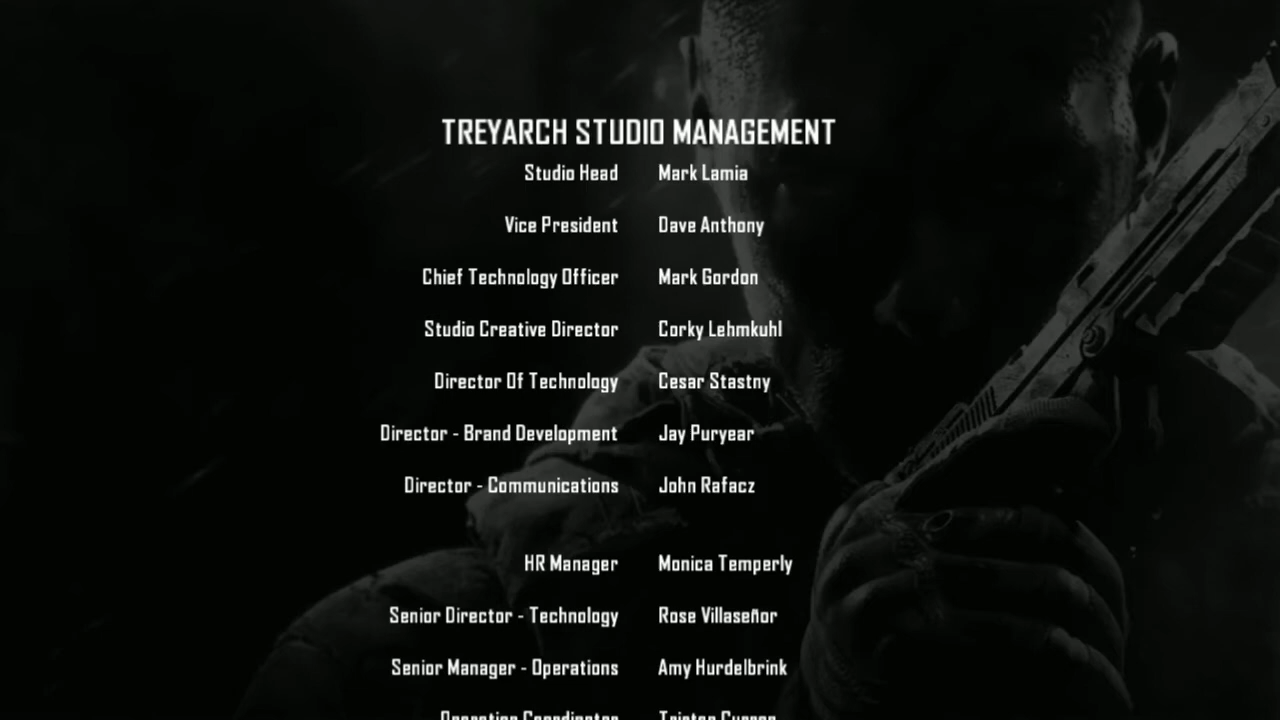 TREYARCH STUDIO MANAGEMENT
Studio Head Mark Lamia
Vice President Dave Anthony
Chief Technology Officer Mark Gordon
Studio Creative Director Corky Lehmkuhl
Director Of Technology Cesar Stastny
Director - Brand Development Jay Puryear
Director - Communications John Rafacz
HR Manager Monica Temperly
Senior Director - Technology Rose Villaseñor
Senior Manager - Operations Amy Hurdelbrink